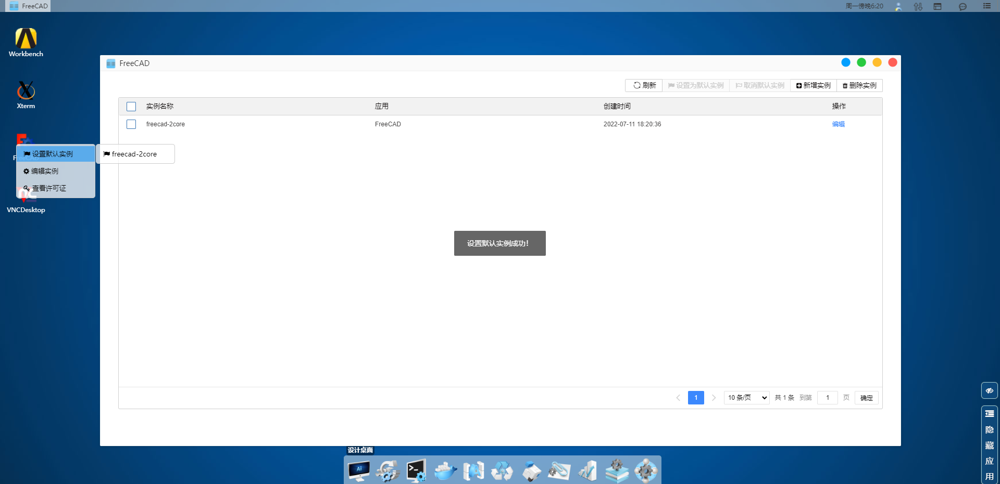 FreeCAD
周一傍晚6:20
Workbench
Xterm
VNCDesktop
设置默认实例
编辑实例
查看许可证
freecad-2core
FreeCAD
刷新
设置为默认实例
取消默认实例
新增实例
删除实例
实例名称 应用 创建时间 操作
freecad-2core FreeCAD 2022-07-11 18:20:36 编辑
设置默认实例成功!
1 10 条/页 共 1 条 到第 1 页 确定
设计桌面
Ai
隐
藏
应
用